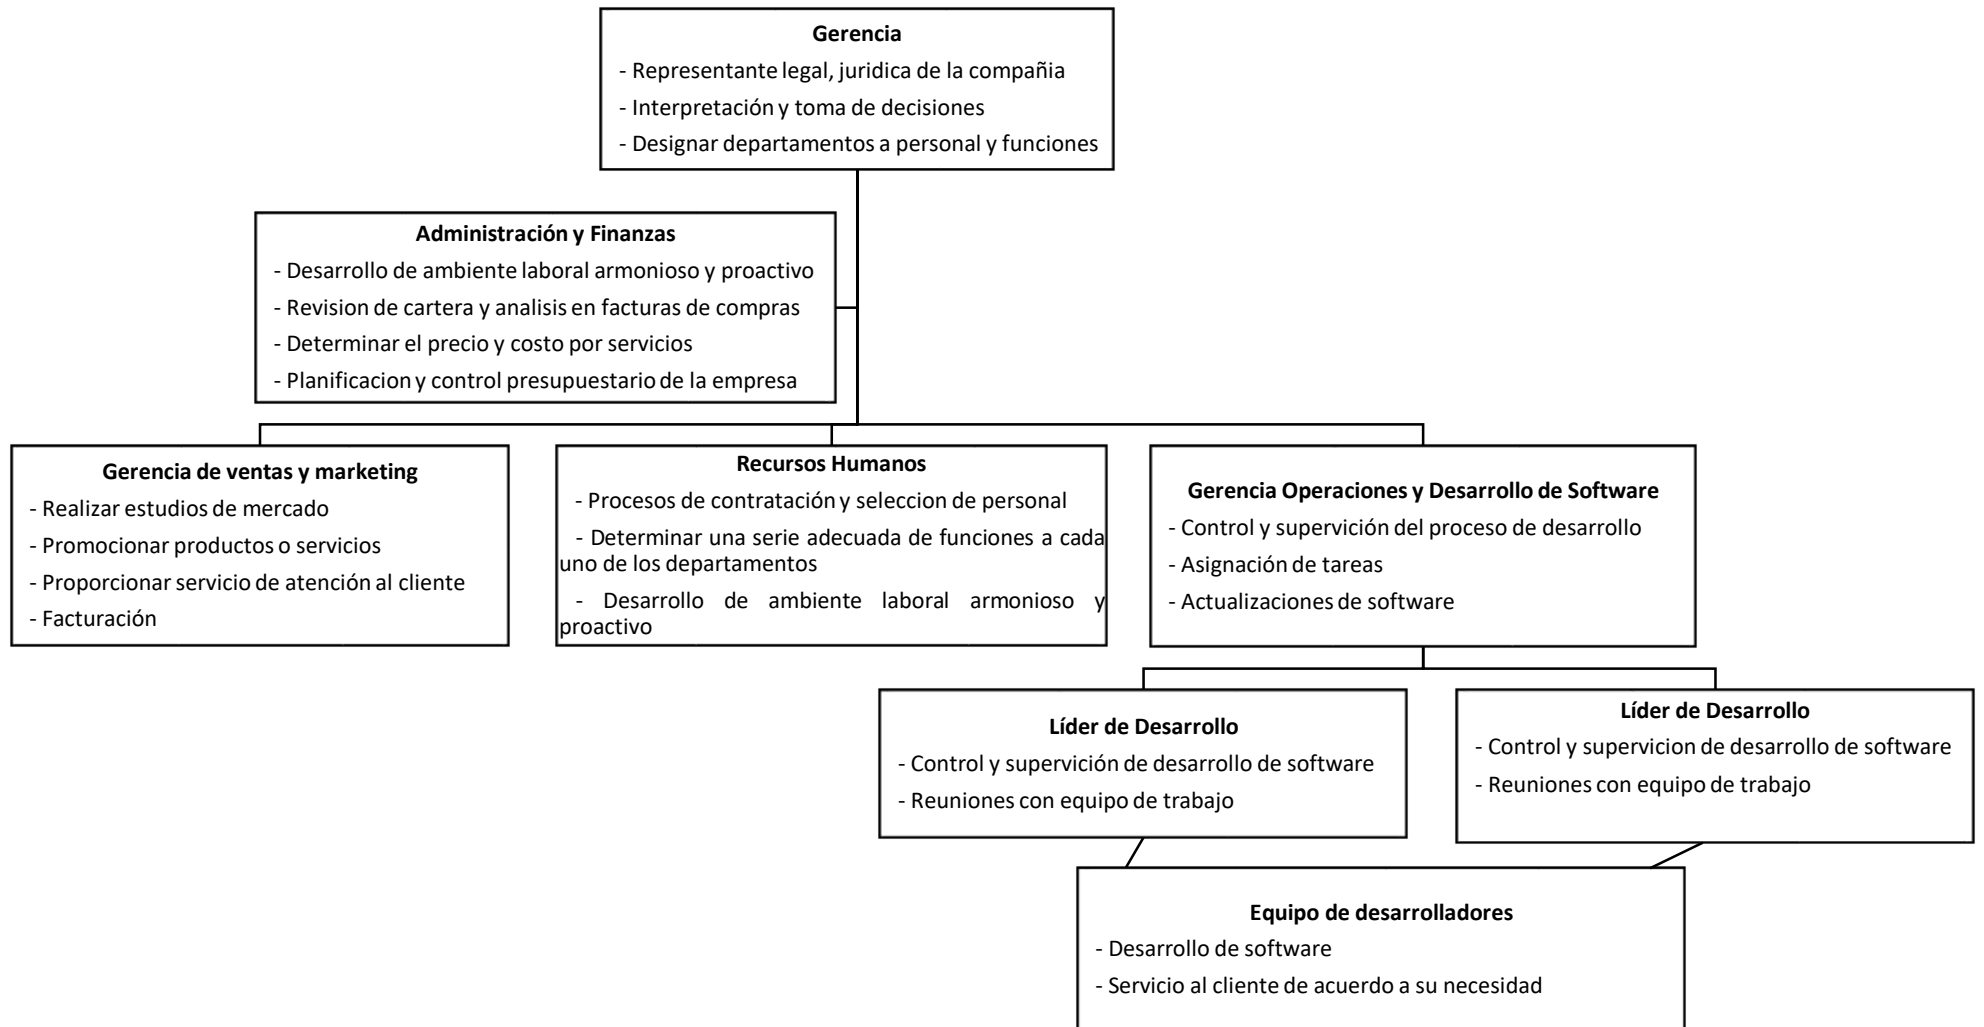 Gerencia
- Representante legal, juridica de la compañia
- Interpretación y toma de decisiones
- Designar departamentos a personal y funciones
Administración y Finanzas
- Desarrollo de ambiente laboral armonioso y proactivo
- Revision de cartera y analisis en facturas de compras
- Determinar el precio y costo por servicios
- Planificacion y control presupuestario de la empresa
Gerencia de ventas y marketing
- Realizar estudios de mercado
- Promocionar productos o servicios
- Proporcionar servicio de atención al cliente
- Facturación
Recursos Humanos
- Procesos de contratación y seleccion de personal
- Determinar una serie adecuada de funciones a cada
uno de los departamentos
- Desarrollo de ambiente laboral armonioso y
proactivo
Gerencia Operaciones y Desarrollo de Software
- Control y supervición del proceso de desarrollo
- Asignación de tareas
- Actualizaciones de software
Líder de Desarrollo
- Control y supervición de desarrollo de software
- Reuniones con equipo de trabajo
Líder de Desarrollo
- Control y supervicion de desarrollo de software
- Reuniones con equipo de trabajo
Equipo de desarrolladores
- Desarrollo de software
- Servicio al cliente de acuerdo a su necesidad